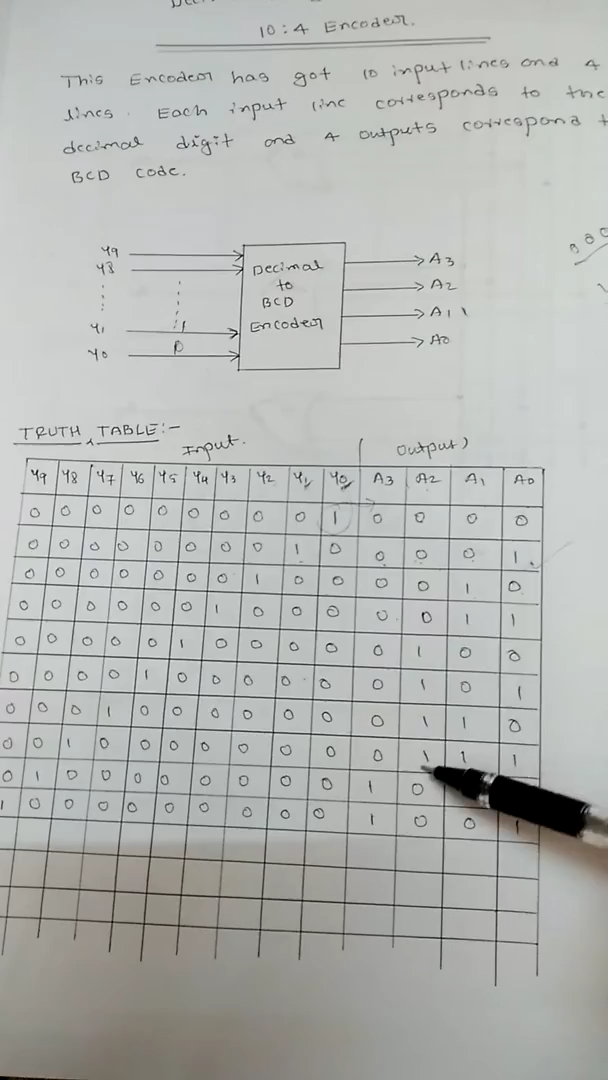 10:4 Encoder.
This Encoder has got 10 input lines and 4
lines. Each input line corresponds to the
decimal digit and 4 outputs correspond t
BCD code.
Y9
Y8
Y1
Y0
Decimal
to
BCD
Encoder
A3
A2
A1
A0
TRUTH TABLE:-
Input. (Output)
Y9 Y8 Y7 Y6 Y5 Y4 Y3 Y2 Y1 Y0 A3 A2 A1 A0
0 0 0 0 0 0 0 0 0 1 0 0 0 0
0 0 0 0 0 0 0 0 1 0 0 0 0 1
0 0 0 0 0 0 0 1 0 0 0 0 1 0
0 0 0 0 0 0 1 0 0 0 0 0 1 1
0 0 0 0 0 1 0 0 0 0 0 1 0 0
0 0 0 0 1 0 0 0 0 0 0 1 0 1
0 0 0 1 0 0 0 0 0 0 0 1 1 0
0 0 1 0 0 0 0 0 0 0 0 1 1 1
0 1 0 0 0 0 0 0 0 0 1 0
1 0 0 0 0 0 0 0 0 0 1 0 0 1